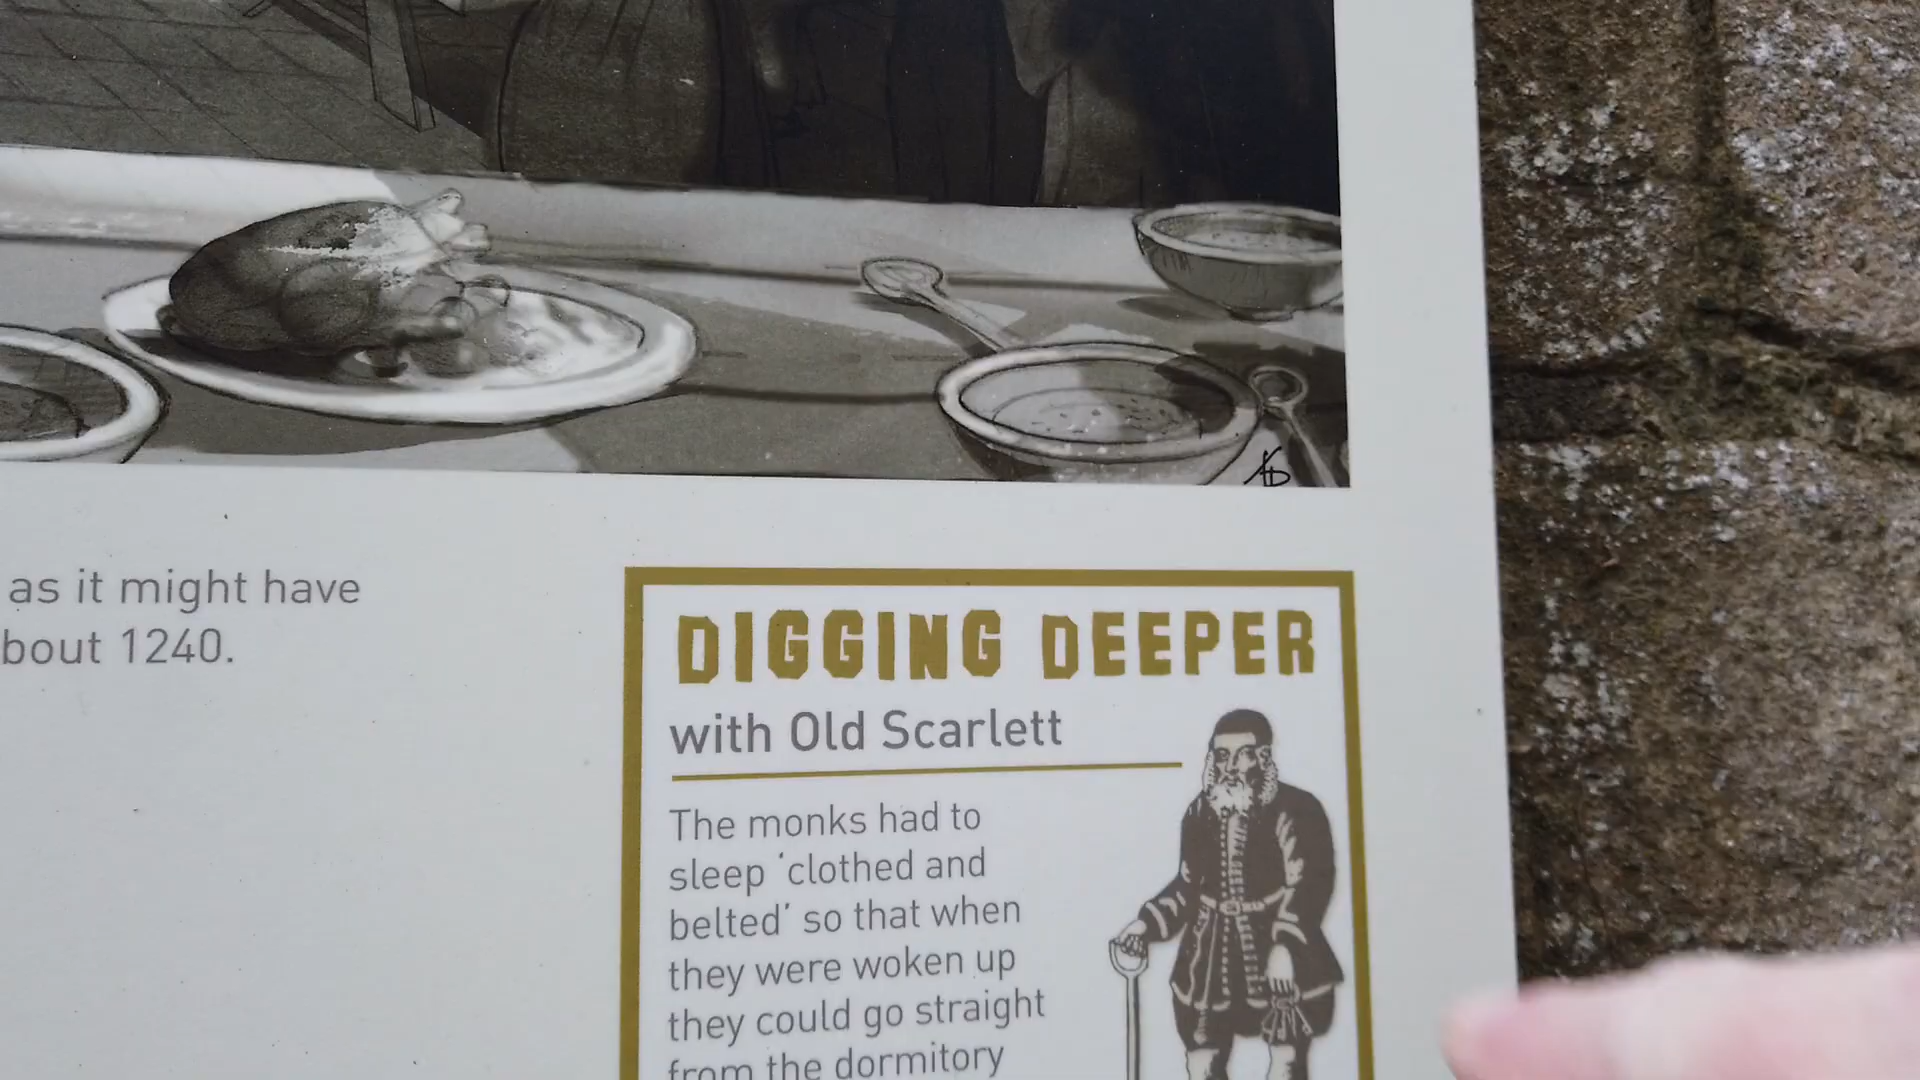 as it might have
bout 1240.
DIGGING DEEPER
with Old Scarlett
The monks had to
sleep ‘clothed and
belted’ so that when
they were woken up
they could go straight
from the dormitory